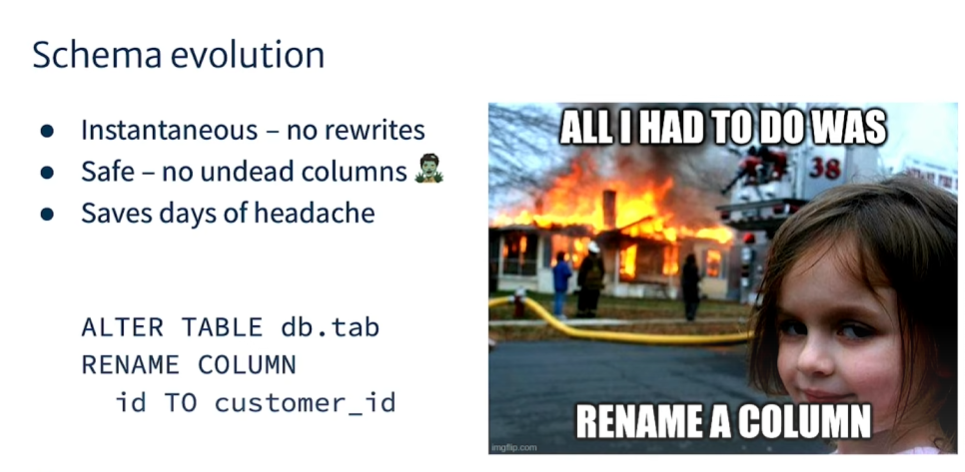 Schema evolution
● Instantaneous – no rewrites
● Safe – no undead columns 🧟
● Saves days of headache
ALTER TABLE db.tab
RENAME COLUMN
id TO customer_id
ALL I HAD TO DO WAS
38
RENAME A COLUMN
imgflip.com